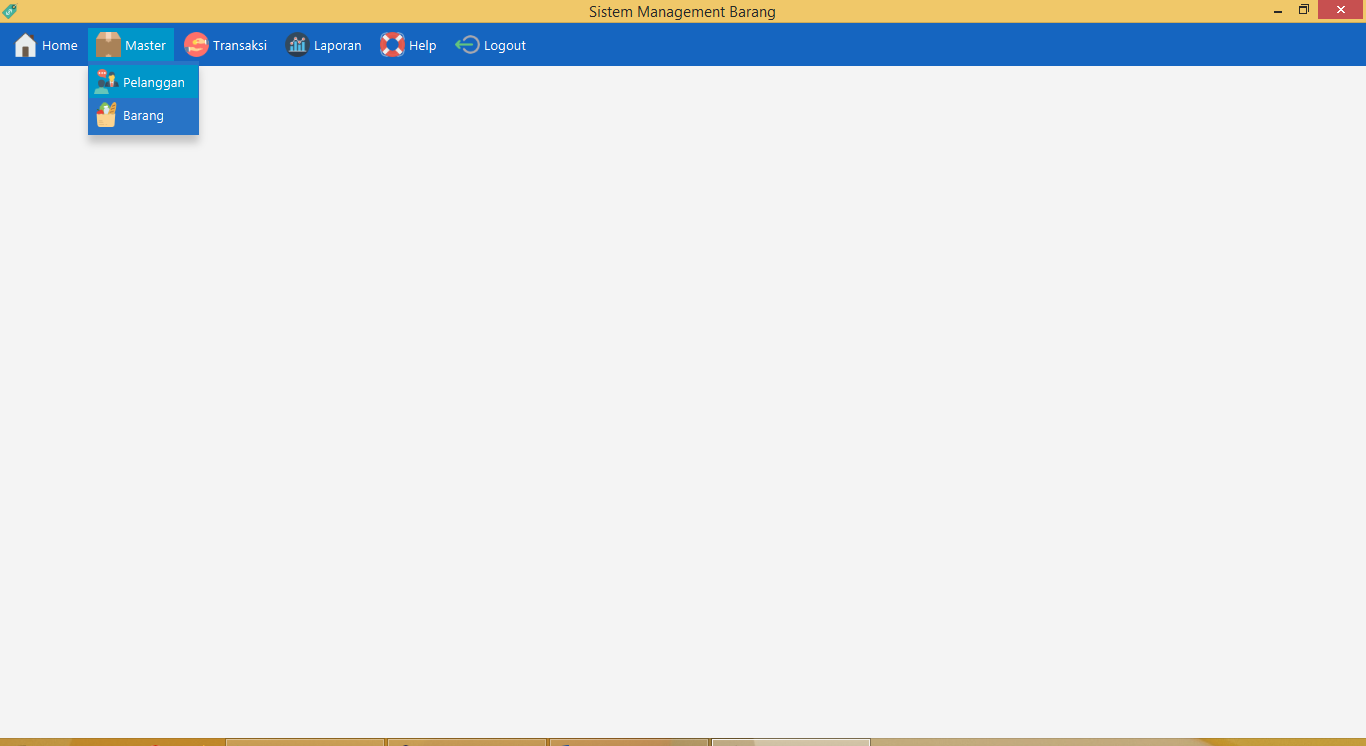 Sistem Management Barang
Home Master Transaksi Laporan Help Logout
Pelanggan
Barang